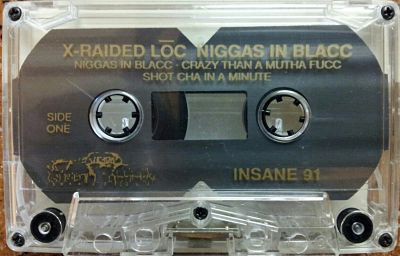 X-RAIDED LŌC NIGGAS IN BLACC
NIGGAS IN BLACC · CRAZY THAN A MUTHA FUCC
SHOT CHA IN A MINUTE
SIDE
ONE
INSANE 91